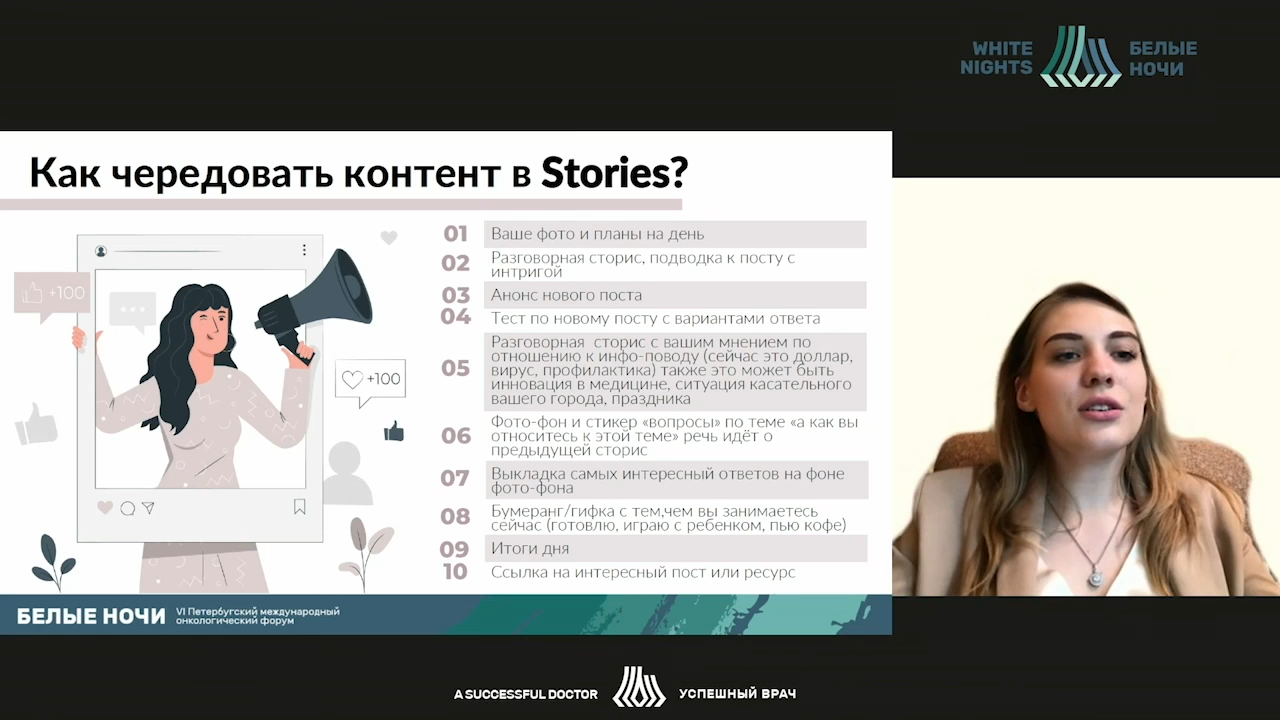 WHITE
NIGHTS
БЕЛЫЕ
НОЧИ
Как чередовать контент в Stories?
+100
+100
01 Ваше фото и планы на день
02 Разговорная сторис, подводка к посту с
интригой
03 Анонс нового поста
04 Тест по новому посту с вариантами ответа
05 Разговорная сторис с вашим мнением по
отношению к инфо-поводу (сейчас это доллар,
вирус, профилактика) также это может быть
инновация в медицине, ситуация касательного
вашего города, праздника
06 Фото-фон и стикер «вопросы» по теме «а как вы
относитесь к этой теме» речь идёт о
предыдущей сторис
07 Выкладка самых интересный ответов на фоне
фото-фона
08 Бумеранг/гифка с тем,чем вы занимаетесь
сейчас (готовлю, играю с ребенком, пью кофе)
09 Итоги дня
10 Ссылка на интересный пост или ресурс
БЕЛЫЕ НОЧИ
VI Петербугский международный
онкологический форум
A SUCCESSFUL DOCTOR
УСПЕШНЫЙ ВРАЧ